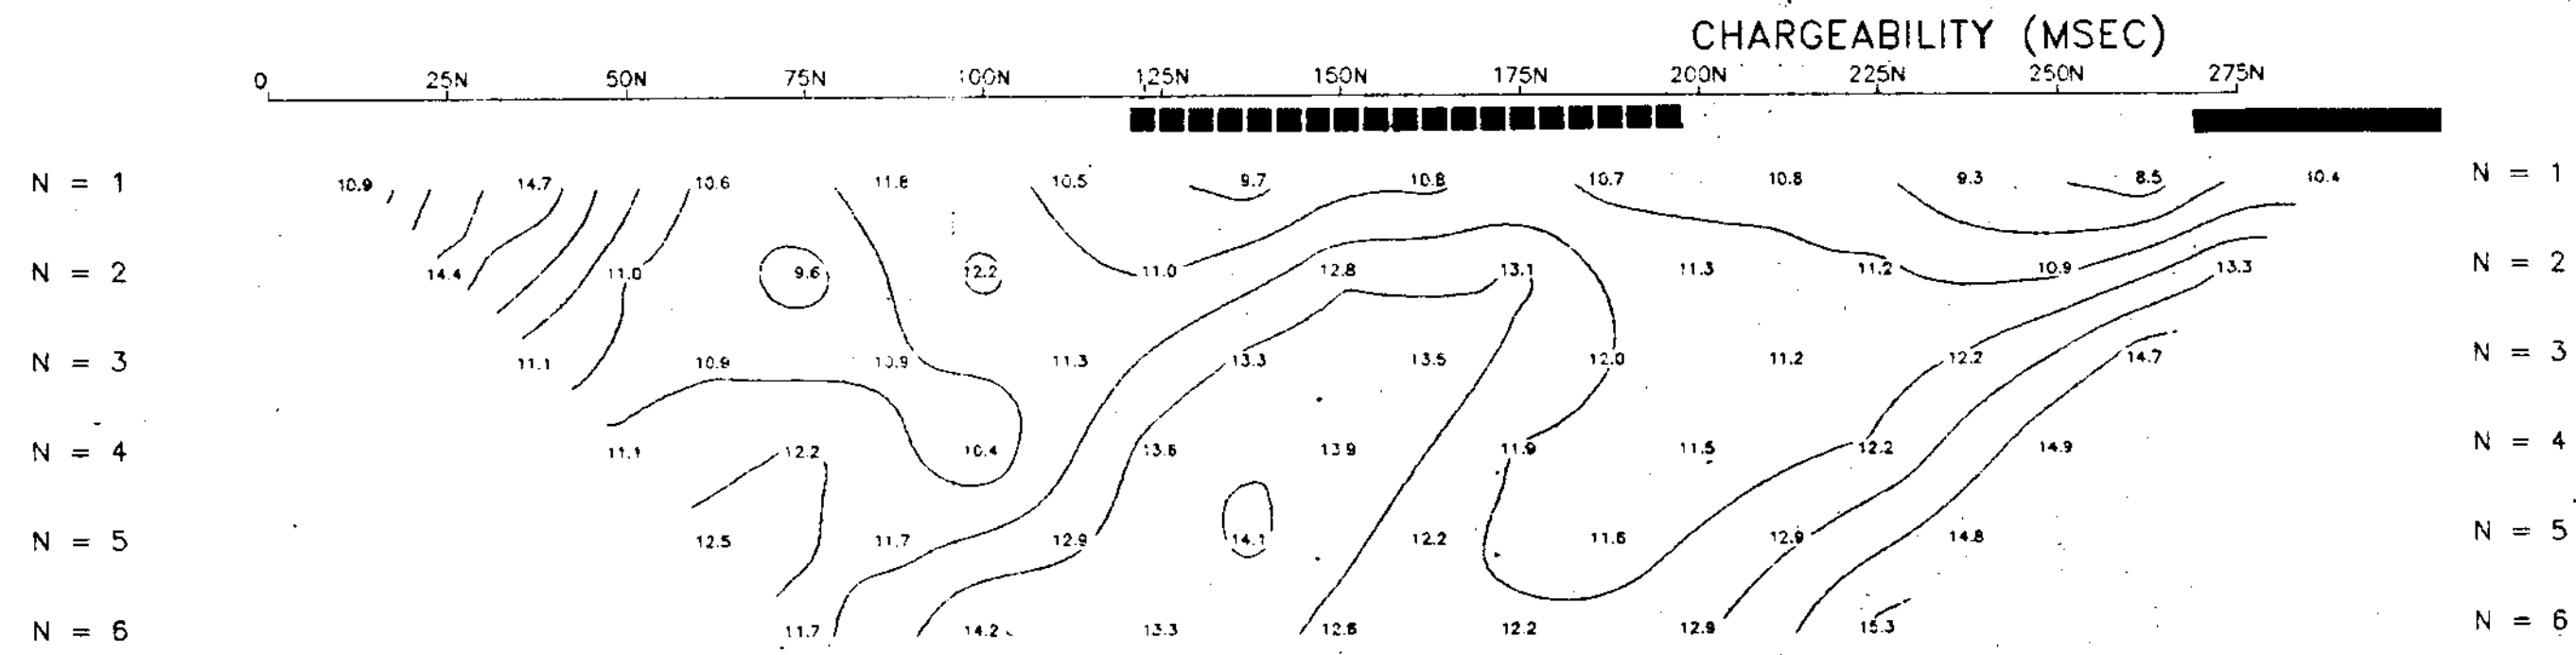 CHARGEABILITY (MSEC)
0 25N 50N 75N 100N 125N 150N 175N 200N 225N 250N 275N
N = 1 10.9 14.7 10.6 11.8 10.5 9.7 10.8 10.7 10.8 9.3 8.5 10.4 N = 1
N = 2 14.4 11.0 9.6 12.2 11.0 12.8 13.1 11.3 11.2 10.9 13.3 N = 2
N = 3 11.1 10.9 10.9 11.3 13.3 13.5 12.0 11.2 12.2 14.7 N = 3
N = 4 11.1 12.2 10.4 13.6 13.9 11.9 11.5 12.2 14.9 N = 4
N = 5 12.5 11.7 12.9 14.1 12.2 11.6 12.9 14.8 N = 5
N = 6 11.7 14.2 13.3 12.6 12.2 12.9 15.3 N = 6